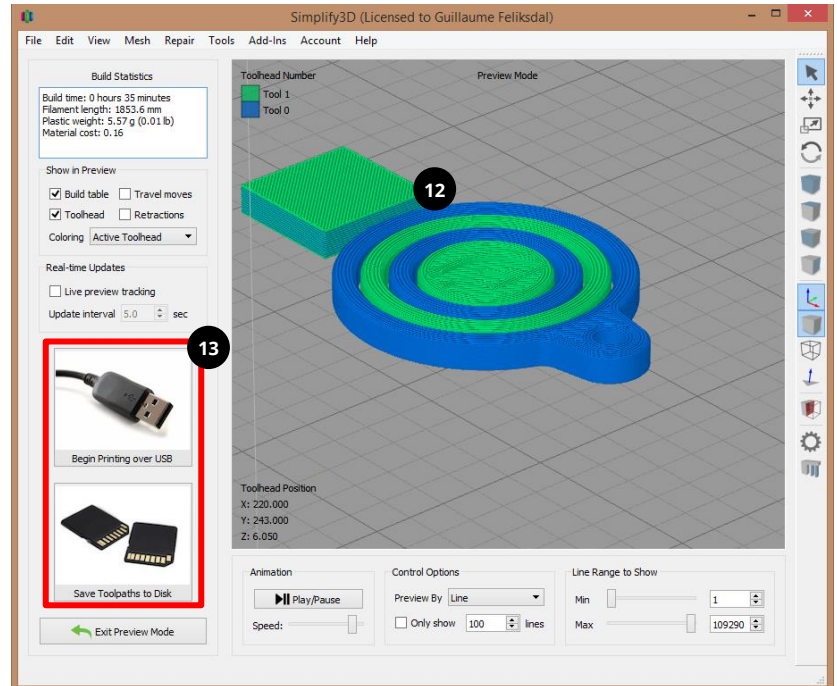 Simplify3D (Licensed to Guillaume Feliksdal)
File Edit View Mesh Repair Tools Add-Ins Account Help
Build Statistics
Build time: 0 hours 35 minutes
Filament length: 1853.6 mm
Plastic weight: 5.57 g (0.01 lb)
Material cost: 0.16
Show in Preview
Build table Travel moves
Toolhead Retractions
Coloring Active Toolhead
Real-time Updates
Live preview tracking
Update interval 5.0 sec
13
Begin Printing over USB
Save Toolpaths to Disk
Exit Preview Mode
Toolhead Number
Tool 1
Tool 0
Preview Mode
12
Toolhead Position
X: 220.000
Y: 243.000
Z: 6.050
Animation
Play/Pause
Speed:
Control Options
Preview By Line
Only show 100 lines
Line Range to Show
Min 1
Max 109290